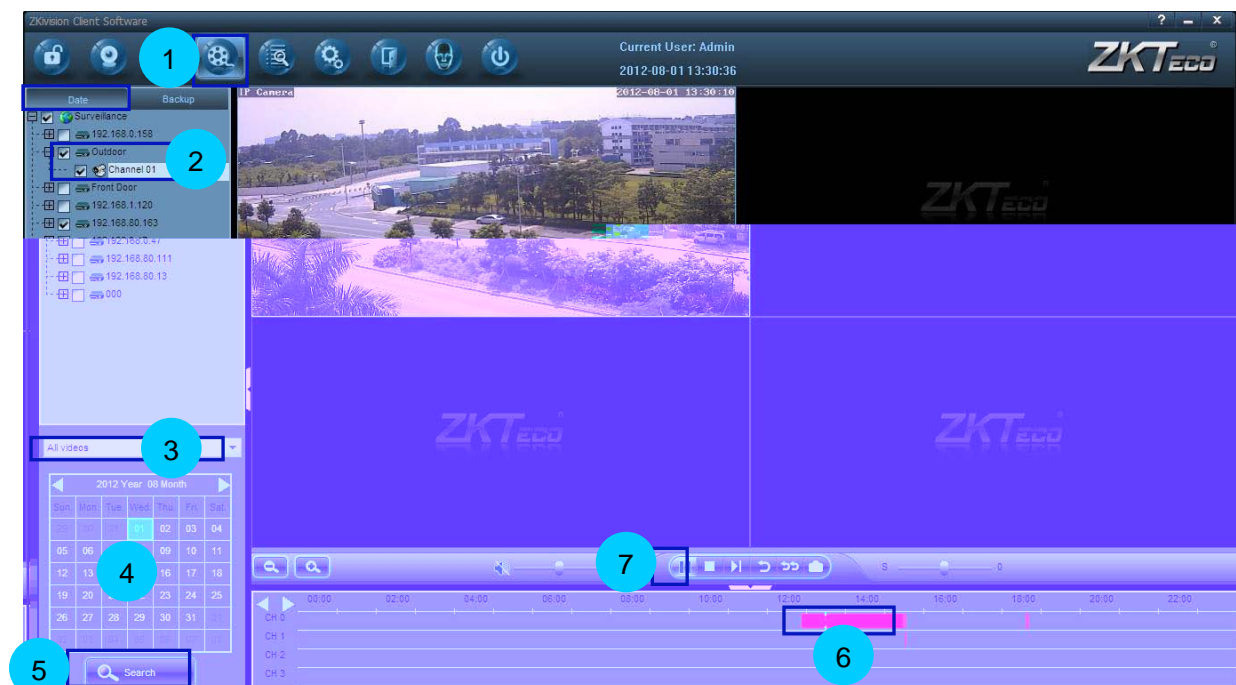 ZKivision Client Software
? – x
1
Current User: Admin
2012-08-01 13:30:36
ZKTECO
Date
Backup
Surveillance
192.168.0.158
Outdoor
Channel 01
2
Front Door
192.168.1.120
192.168.80.163
192.168.0.47
192.168.80.111
192.168.80.13
000
IP Camera
2012-08-01 13:30:10
ZKTECO
ZKTECO
ZKTECO
All videos
3
2012 Year 08 Month
Sun. Mon. Tue. Wed. Thu. Fri. Sat.
01 02 03 04
05 06 09 10 11
12 13 16 17 18
19 20 23 24 25
26 27 28 29 30 31
4
5
Search
7
S
00:00 02:00 04:00 06:00 08:00 10:00 12:00 14:00 16:00 18:00 20:00 22:00
CH 0
CH 1
CH 2
CH 3
6